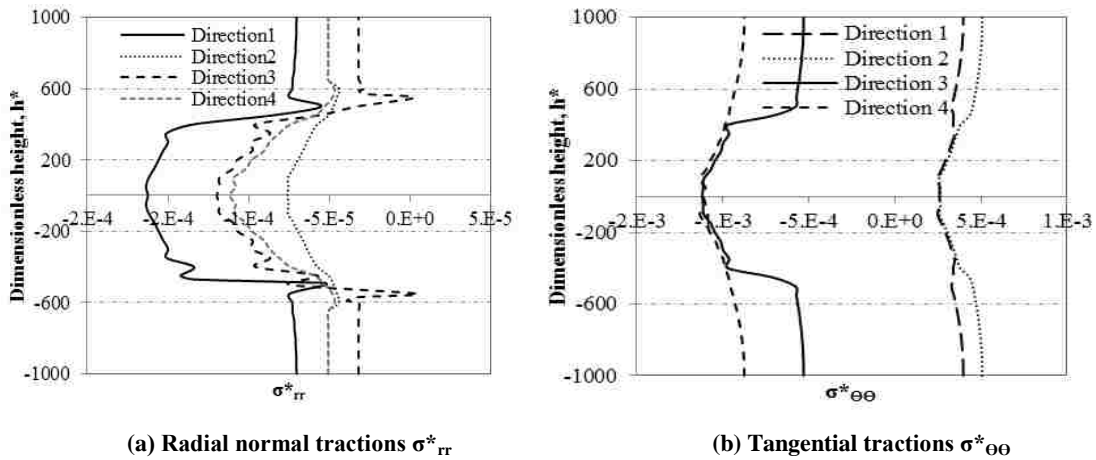 1000
600
200
-200
-600
-1000
Dimensionless height, h*
-2.E-4
-2.E-4
-1.E-4
-5.E-5
0.E+0
5.E-5
Direction1
Direction2
Direction3
Direction4
σ*rr
(a) Radial normal tractions σ*rr
1000
600
200
-200
-600
-1000
Dimensionless height, h*
-2.E-3
-1.E-3
-5.E-4
0.E+0
5.E-4
1.E-3
Direction 1
Direction 2
Direction 3
Direction 4
σ*ΘΘ
(b) Tangential tractions σ*ΘΘ